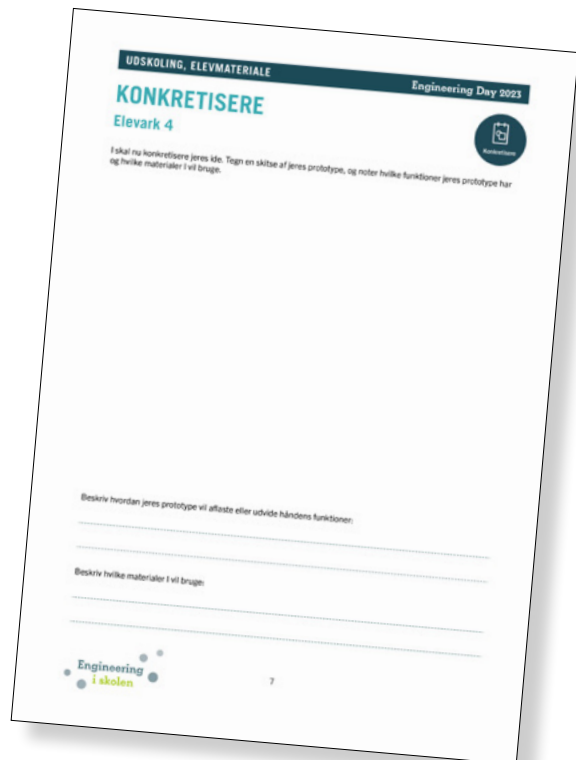 UDSKOLING, ELEVMATERIALE
Engineering Day 2023
KONKRETISERE
Elevark 4
Konkretisere
I skal nu konkretisere jeres ide. Tegn en skitse af jeres prototype, og noter hvilke funktioner jeres prototype har
og hvilke materialer I vil bruge.
Beskriv hvordan jeres prototype vil aflaste eller udvide håndens funktioner:
Beskriv hvilke materialer I vil bruge:
Engineering
i skolen
7